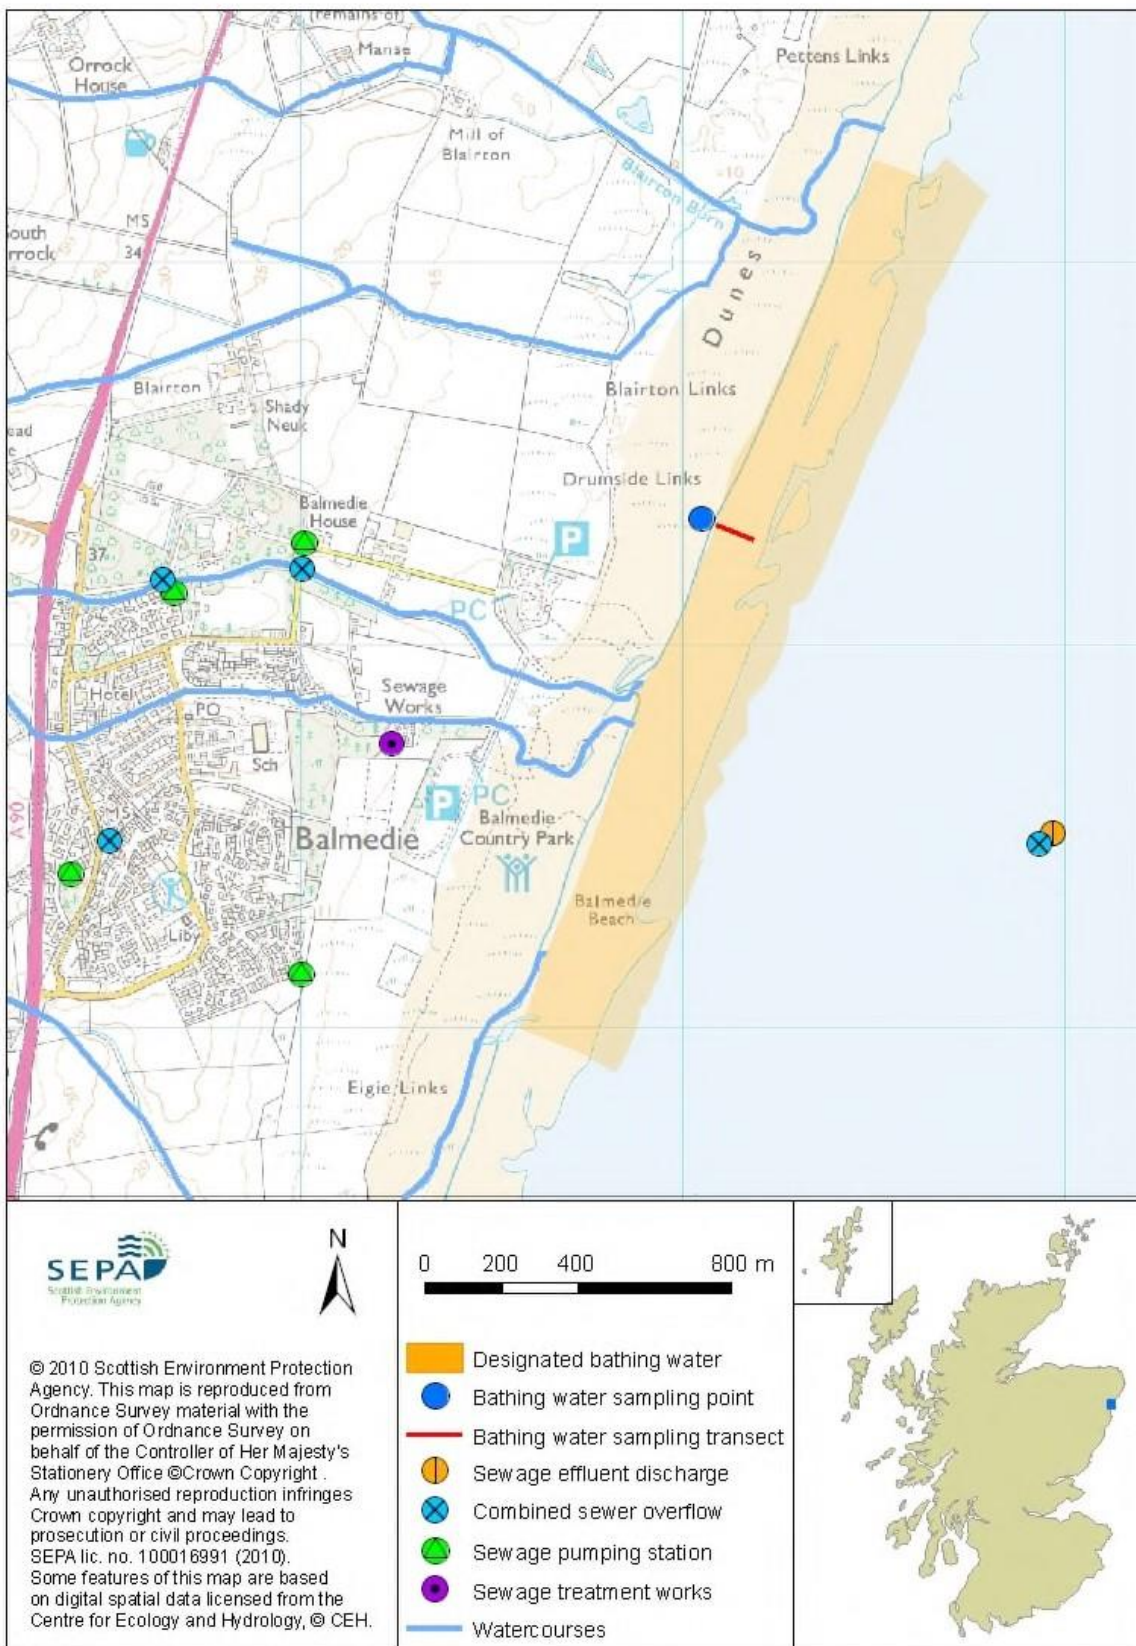 (remains of)
Manse
Orrock
House
Pettens Links
Mill of
Blairton
Blairton Burn
MS
34
Dunes
Blairton
Shady
Neuk
Blairton Links
Drumside Links
Balmedie
House
P
37
PC
Hotel
PO
Sewage
Works
Sch
A 90
P
PC
Balmedie
Balmedie
Country Park
Balmedie
Beach
Liby
Eigie Links
SEPA
Scottish Environment
Protection Agency
N
0 200 400 800 m
© 2010 Scottish Environment Protection
Agency. This map is reproduced from
Ordnance Survey material with the
permission of Ordnance Survey on
behalf of the Controller of Her Majesty's
Stationery Office ©Crown Copyright .
Any unauthorised reproduction infringes
Crown copyright and may lead to
prosecution or civil proceedings.
SEPA lic. no. 100016991 (2010).
Some features of this map are based
on digital spatial data licensed from the
Centre for Ecology and Hydrology, © CEH.
Designated bathing water
Bathing water sampling point
Bathing water sampling transect
Sewage effluent discharge
Combined sewer overflow
Sewage pumping station
Sewage treatment works
Watercourses